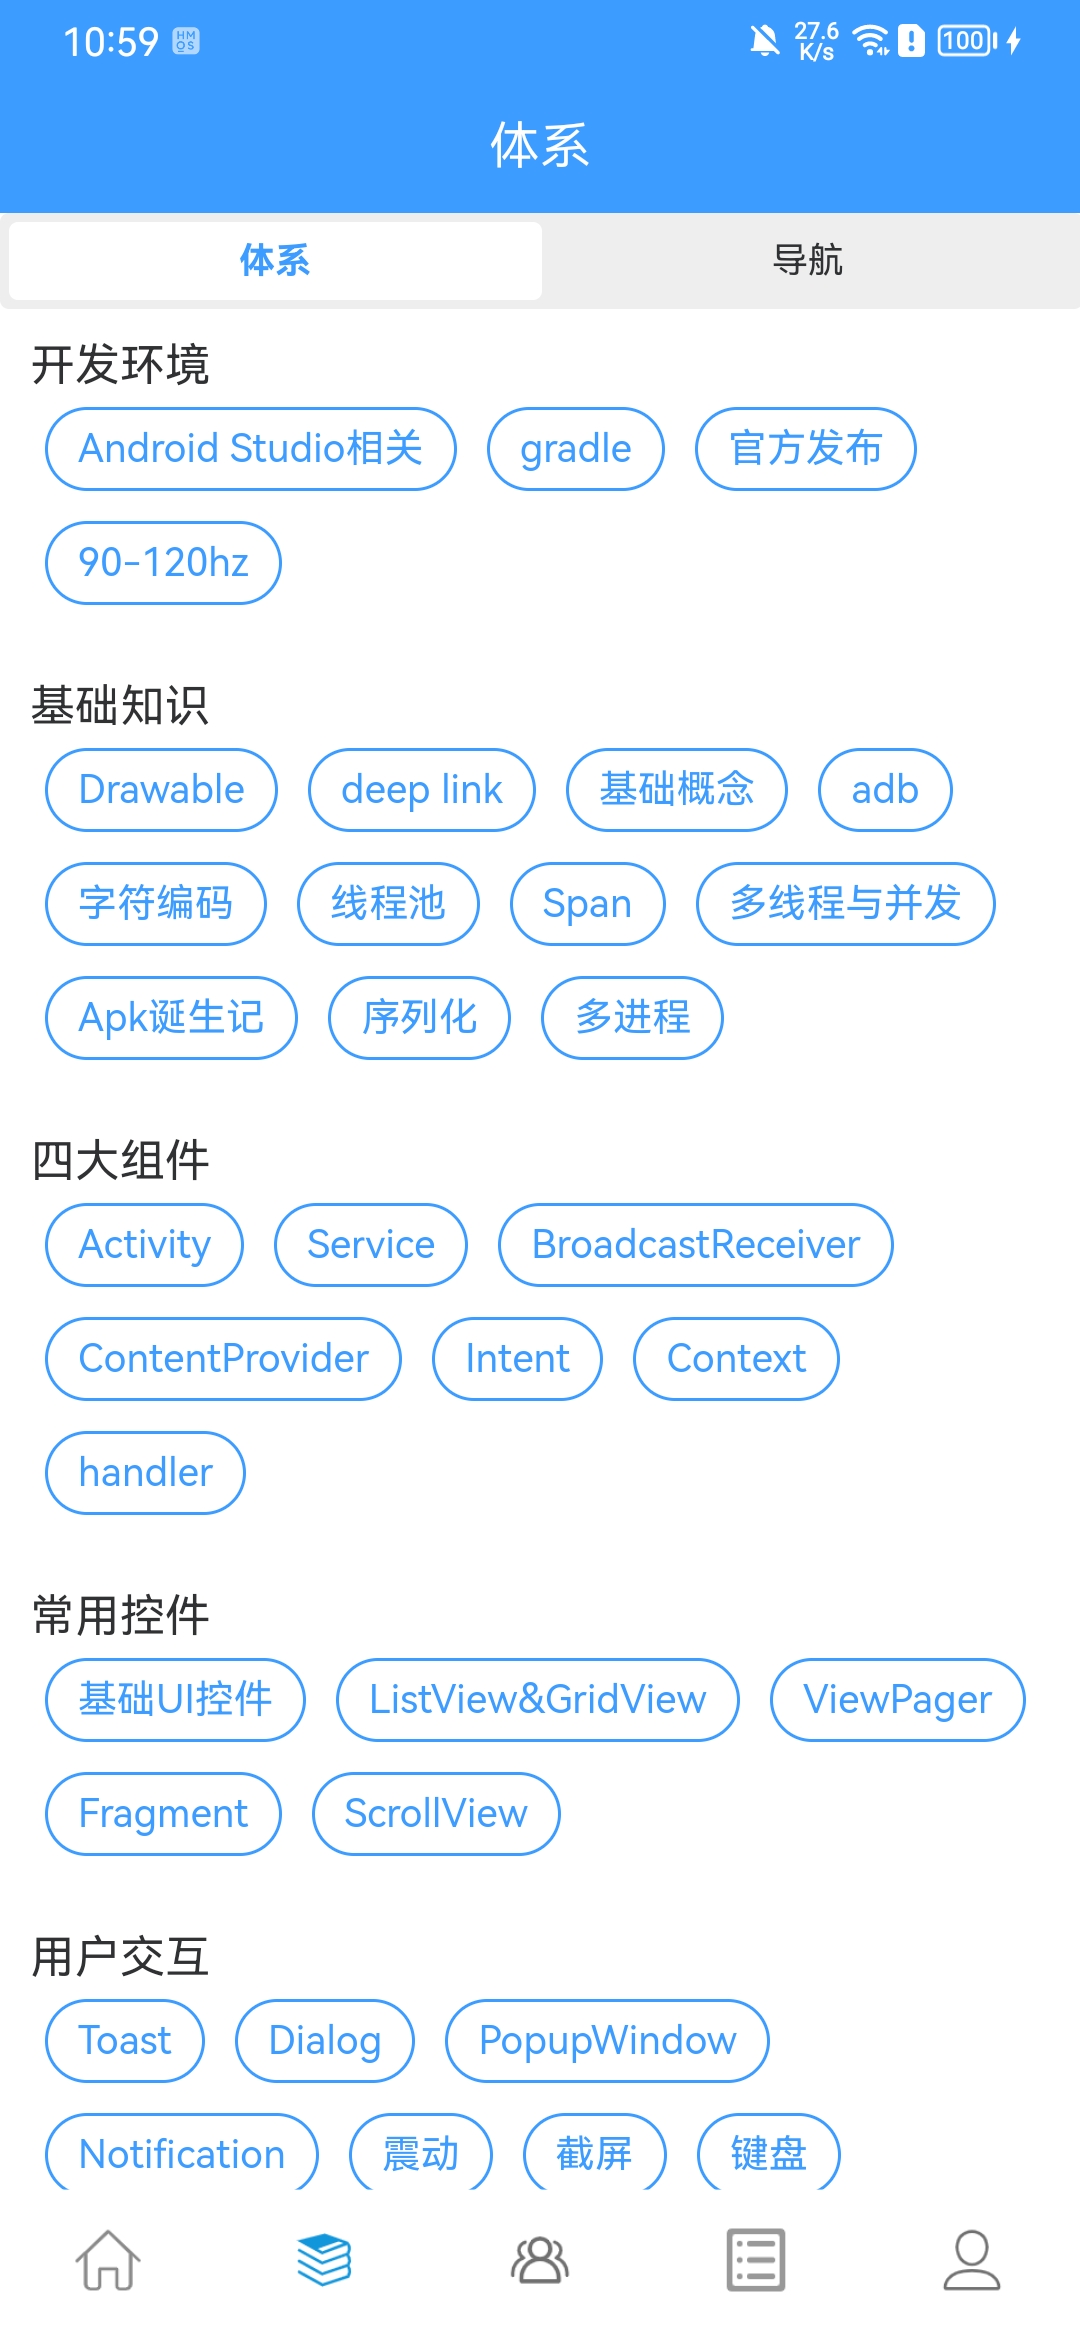 10:59 HM OS 27.6 K/s 100
体系
体系 导航
开发环境
Android Studio相关 gradle 官方发布
90-120hz
基础知识
Drawable deep link 基础概念 adb
字符编码 线程池 Span 多线程与并发
Apk诞生记 序列化 多进程
四大组件
Activity Service BroadcastReceiver
ContentProvider Intent Context
handler
常用控件
基础UI控件 ListView&GridView ViewPager
Fragment ScrollView
用户交互
Toast Dialog PopupWindow
Notification 震动 截屏 键盘